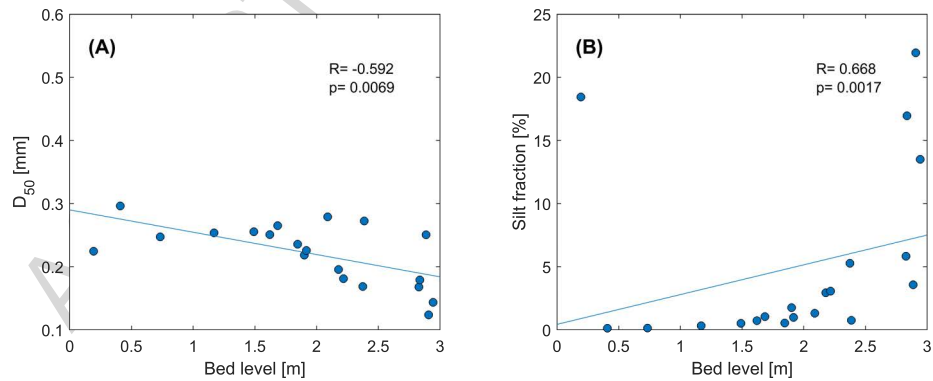 (A)
R= -0.592
p= 0.0069
0.6
0.5
0.4
0.3
0.2
0.1
D50 [mm]
0 0.5 1 1.5 2 2.5 3
Bed level [m]
(B)
R= 0.668
p= 0.0017
25
20
15
10
5
0
Silt fraction [%]
0 0.5 1 1.5 2 2.5 3
Bed level [m]